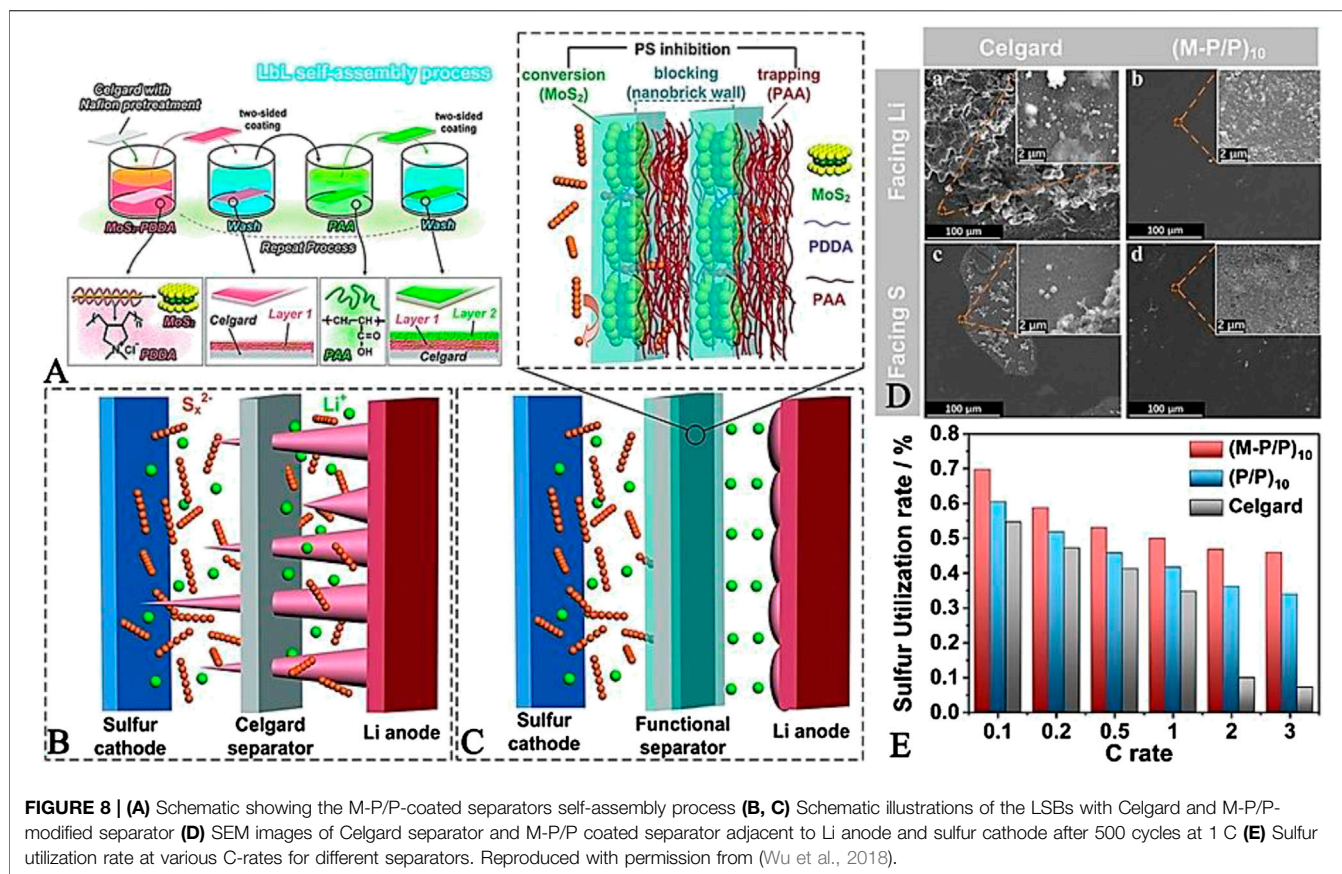 LbL self-assembly process
Celgard with
Nafion pretreatment
two-sided
coating
two-sided
coating
MoS₂-PDDA
Wash
PAA
Wash
Repeat Process
MoS₂
PDDA
N Cl⁻
n
Celgard
Layer 1
CH₂-CH
n
C=O
OH
PAA
Layer 1
Layer 2
Celgard
A
PS inhibition
conversion
(MoS₂)
blocking
(nanobrick wall)
trapping
(PAA)
MoS₂
PDDA
PAA
Celgard
(M-P/P)₁₀
Facing Li
Facing S
a
2 μm
100 μm
b
2 μm
100 μm
c
2 μm
100 μm
d
2 μm
100 μm
D
Sₓ²⁻
Li⁺
Sulfur
cathode
Celgard
separator
Li anode
B
Sulfur
cathode
Functional
separator
Li anode
C
Sulfur Utilization rate / %
0.8
0.7
0.6
0.5
0.4
0.3
0.2
0.1
0.0
(M-P/P)₁₀
(P/P)₁₀
Celgard
0.1 0.2 0.5 1 2 3
C rate
E
FIGURE 8 | (A) Schematic showing the M-P/P-coated separators self-assembly process (B, C) Schematic illustrations of the LSBs with Celgard and M-P/P-
modified separator (D) SEM images of Celgard separator and M-P/P coated separator adjacent to Li anode and sulfur cathode after 500 cycles at 1 C (E) Sulfur
utilization rate at various C-rates for different separators. Reproduced with permission from (Wu et al., 2018).